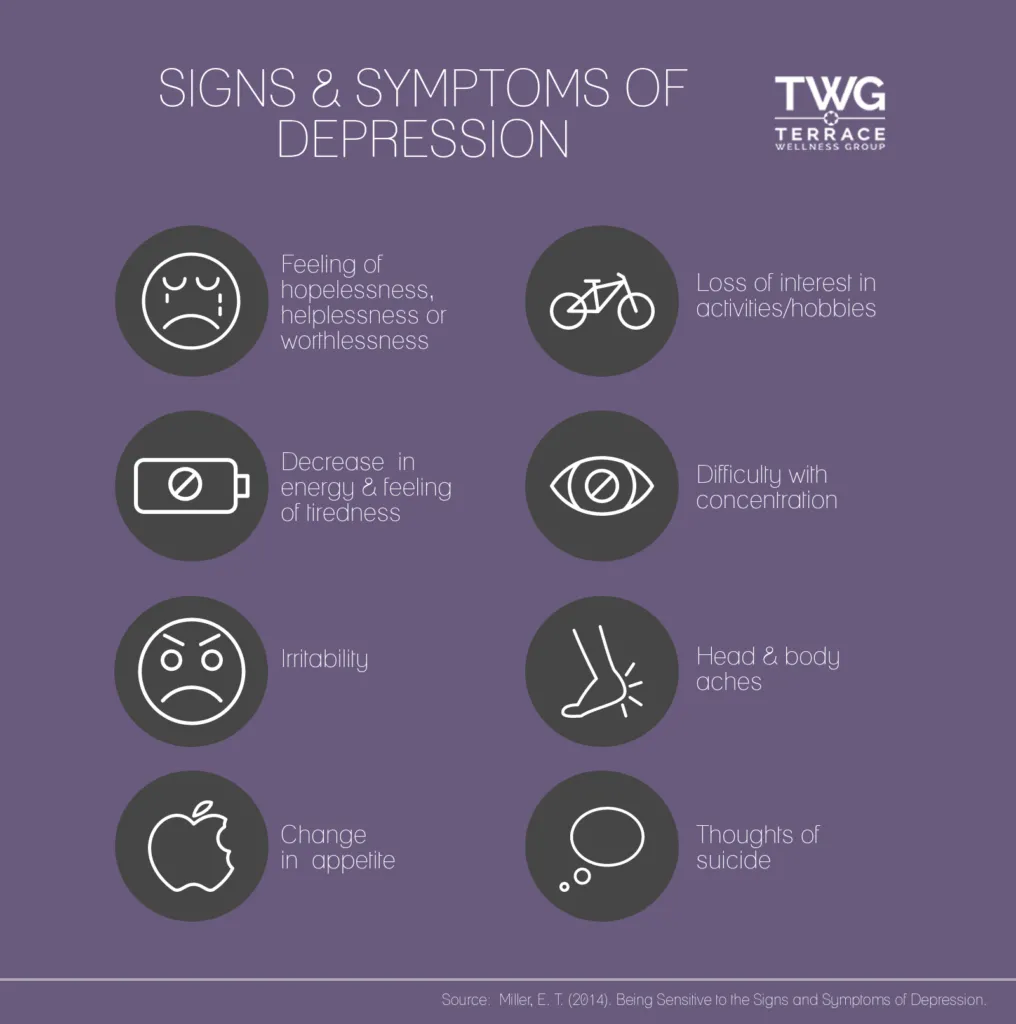 SIGNS & SYMPTOMS OF
DEPRESSION
TWG
TERRACE
WELLNESS GROUP
Feeling of
hopelessness,
helplessness or
worthlessness
Loss of interest in
activities/hobbies
Decrease in
energy & feeling
of tiredness
Difficulty with
concentration
Irritability
Head & body
aches
Change
in appetite
Thoughts of
suicide
Source: Miller, E. T. (2014). Being Sensitive to the Signs and Symptoms of Depression.